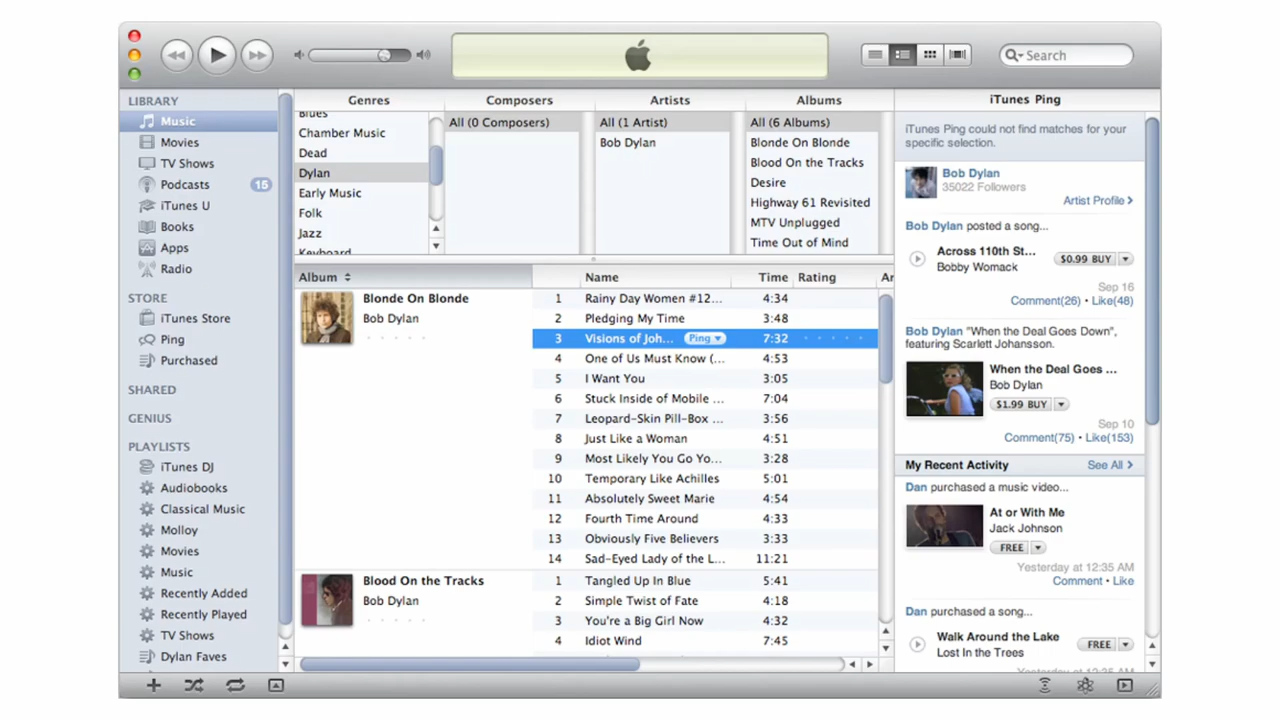 Search
LIBRARY
Music
Movies
TV Shows
Podcasts 15
iTunes U
Books
Apps
Radio
STORE
iTunes Store
Ping
Purchased
SHARED
GENIUS
PLAYLISTS
iTunes DJ
Audiobooks
Classical Music
Molloy
Movies
Music
Recently Added
Recently Played
TV Shows
Dylan Faves
Genres
Blues
Chamber Music
Dead
Dylan
Early Music
Folk
Jazz
Keyboard
Composers
All (0 Composers)
Artists
All (1 Artist)
Bob Dylan
Albums
All (6 Albums)
Blonde On Blonde
Blood On the Tracks
Desire
Highway 61 Revisited
MTV Unplugged
Time Out of Mind
Album Name Time Rating Ar
Blonde On Blonde
Bob Dylan
1 Rainy Day Women #12... 4:34
2 Pledging My Time 3:48
3 Visions of Joh... Ping 7:32
4 One of Us Must Know (... 4:53
5 I Want You 3:05
6 Stuck Inside of Mobile ... 7:04
7 Leopard-Skin Pill-Box ... 3:56
8 Just Like a Woman 4:51
9 Most Likely You Go Yo... 3:28
10 Temporary Like Achilles 5:01
11 Absolutely Sweet Marie 4:54
12 Fourth Time Around 4:33
13 Obviously Five Believers 3:33
14 Sad-Eyed Lady of the L... 11:21
Blood On the Tracks
Bob Dylan
1 Tangled Up In Blue 5:41
2 Simple Twist of Fate 4:18
3 You're a Big Girl Now 4:32
4 Idiot Wind 7:45
iTunes Ping
iTunes Ping could not find matches for your
specific selection.
Bob Dylan
35022 Followers
Artist Profile
Bob Dylan posted a song...
Across 110th St...
Bobby Womack
$0.99 BUY
Sep 16
Comment(26) • Like(48)
Bob Dylan "When the Deal Goes Down",
featuring Scarlett Johansson.
When the Deal Goes ...
Bob Dylan
$1.99 BUY
Sep 10
Comment(75) • Like(153)
My Recent Activity See All
Dan purchased a music video...
At or With Me
Jack Johnson
FREE
Yesterday at 12:35 AM
Comment • Like
Dan purchased a song...
Walk Around the Lake
Lost In the Trees
FREE
Yesterday at 12:35 AM